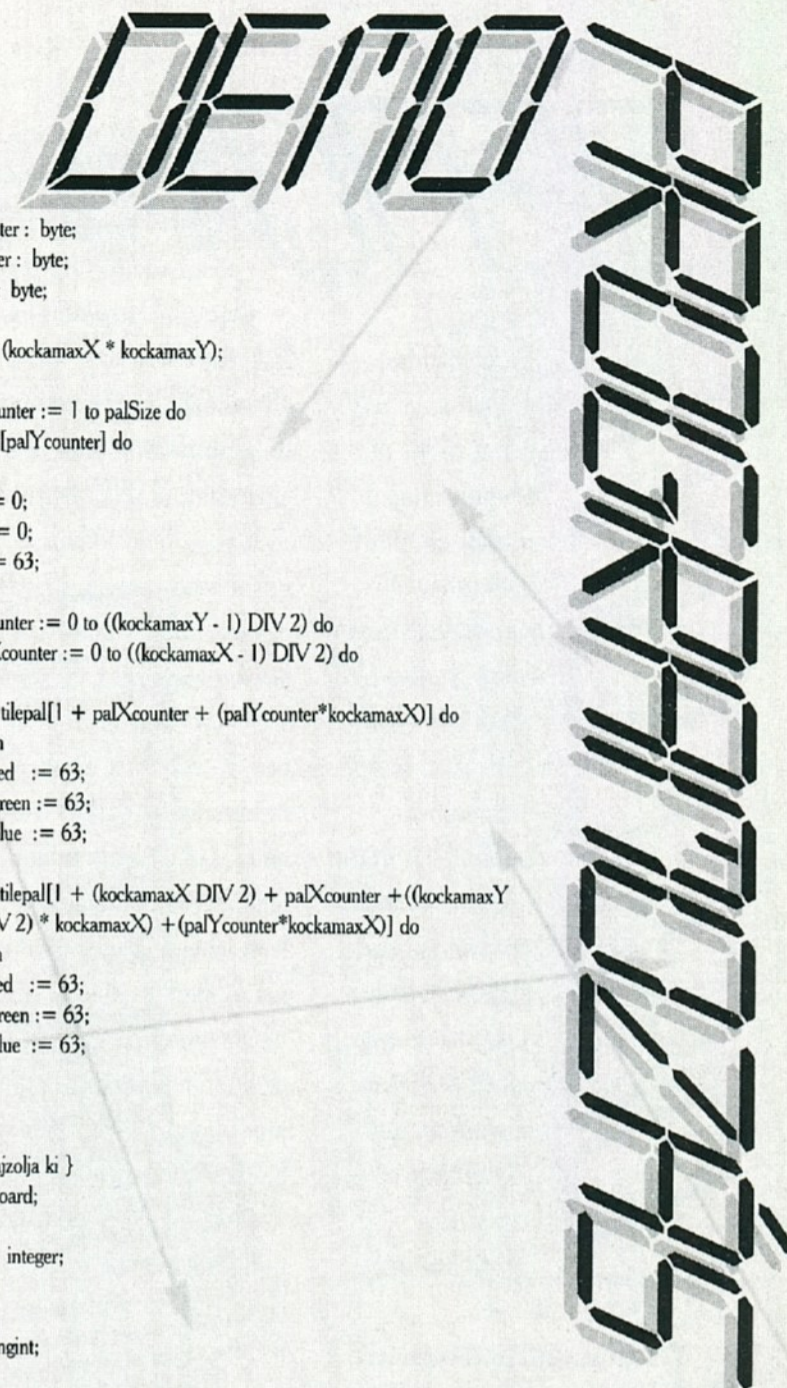 DEMO
PROGRAMOZÁS
ter : byte;
er : byte;
byte;
(kockamaxX * kockamaxY);
unter := 1 to palSize do
[palYcounter] do
= 0;
= 0;
= 63;
unter := 0 to ((kockamaxY - 1) DIV 2) do
counter := 0 to ((kockamaxX - 1) DIV 2) do
tilepal[1 + palXcounter + (palYcounter*kockamaxX)] do
n
ed := 63;
reen := 63;
lue := 63;
tilepal[1 + (kockamaxX DIV 2) + palXcounter +((kockamaxY
V 2) * kockamaxX) +(palYcounter*kockamaxX)] do
n
ed := 63;
reen := 63;
lue := 63;
jzolja ki }
oard;
integer;
ngint;